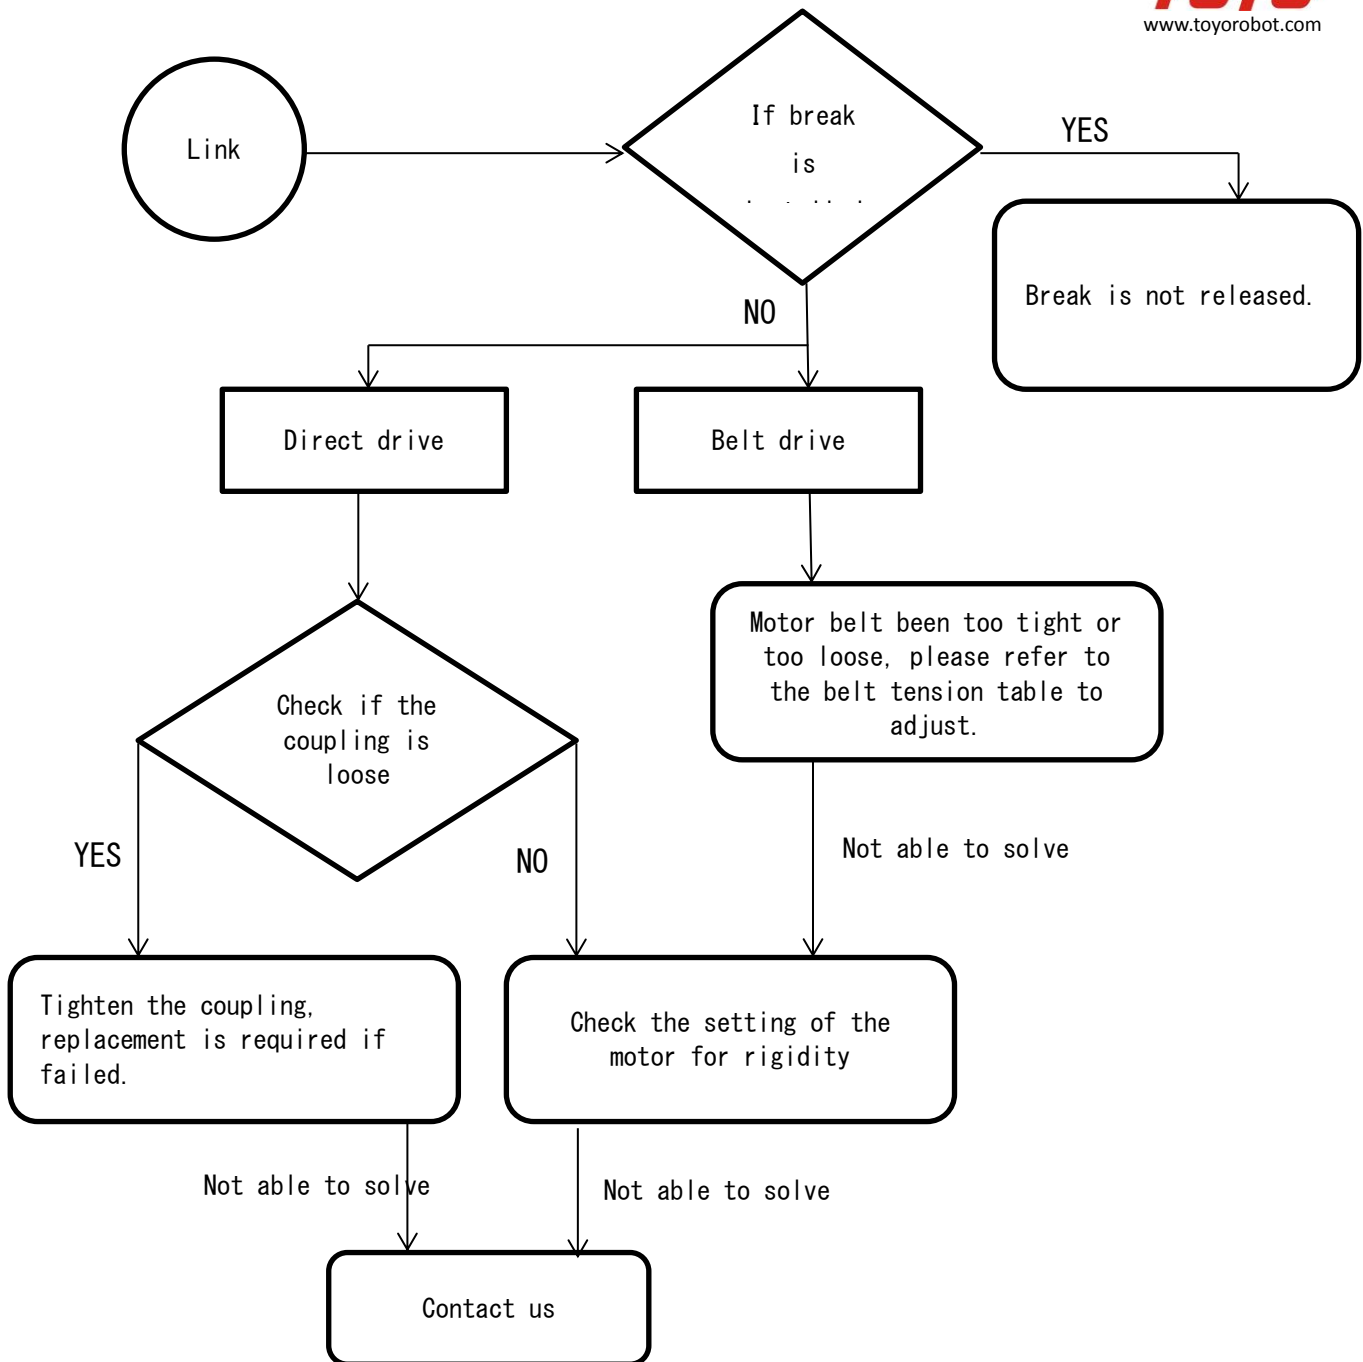 www.toyorobot.com
Link
If break
is
YES
Break is not released.
NO
Direct drive
Belt drive
Motor belt been too tight or
too loose, please refer to
the belt tension table to
adjust.
Check if the
coupling is
loose
YES
NO
Not able to solve
Tighten the coupling,
replacement is required if
failed.
Check the setting of the
motor for rigidity
Not able to solve
Not able to solve
Contact us